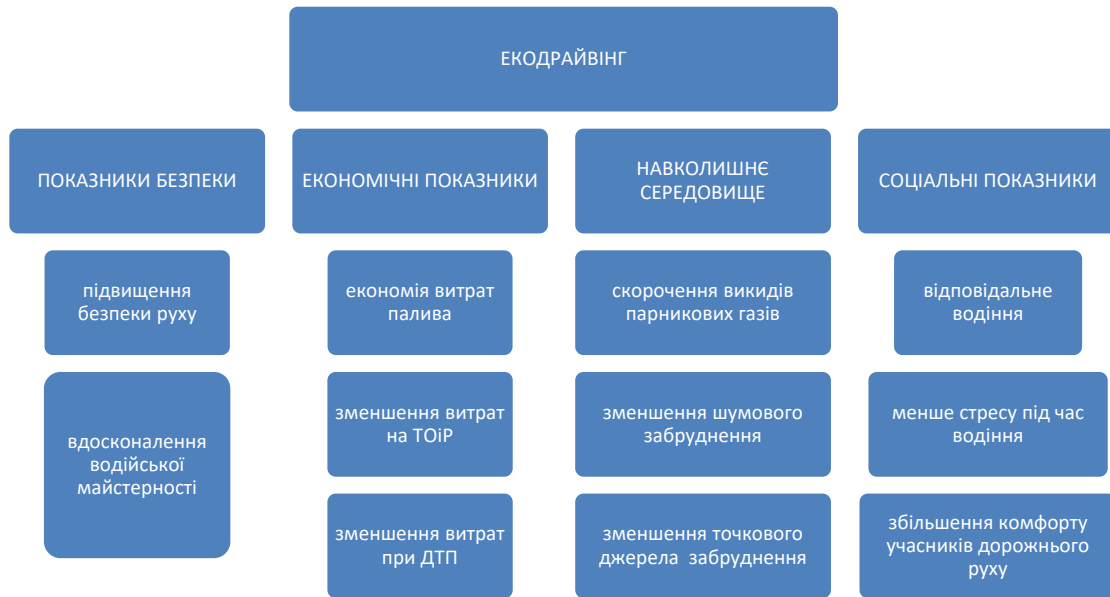 ЕКОДРАЙВІНГ
ПОКАЗНИКИ БЕЗПЕКИ
ЕКОНОМІЧНІ ПОКАЗНИКИ
НАВКОЛИШНЄ
СЕРЕДОВИЩЕ
СОЦІАЛЬНІ ПОКАЗНИКИ
підвищення
безпеки руху
економія витрат
палива
скорочення викидів
парникових газів
відповідальне
водіння
вдосконалення
водійської
майстерності
зменшення витрат
на ТОіР
зменшення шумового
забруднення
менше стресу під час
водіння
зменшення витрат
при ДТП
зменшення точкового
джерела забруднення
збільшення комфорту
учасників дорожнього
руху